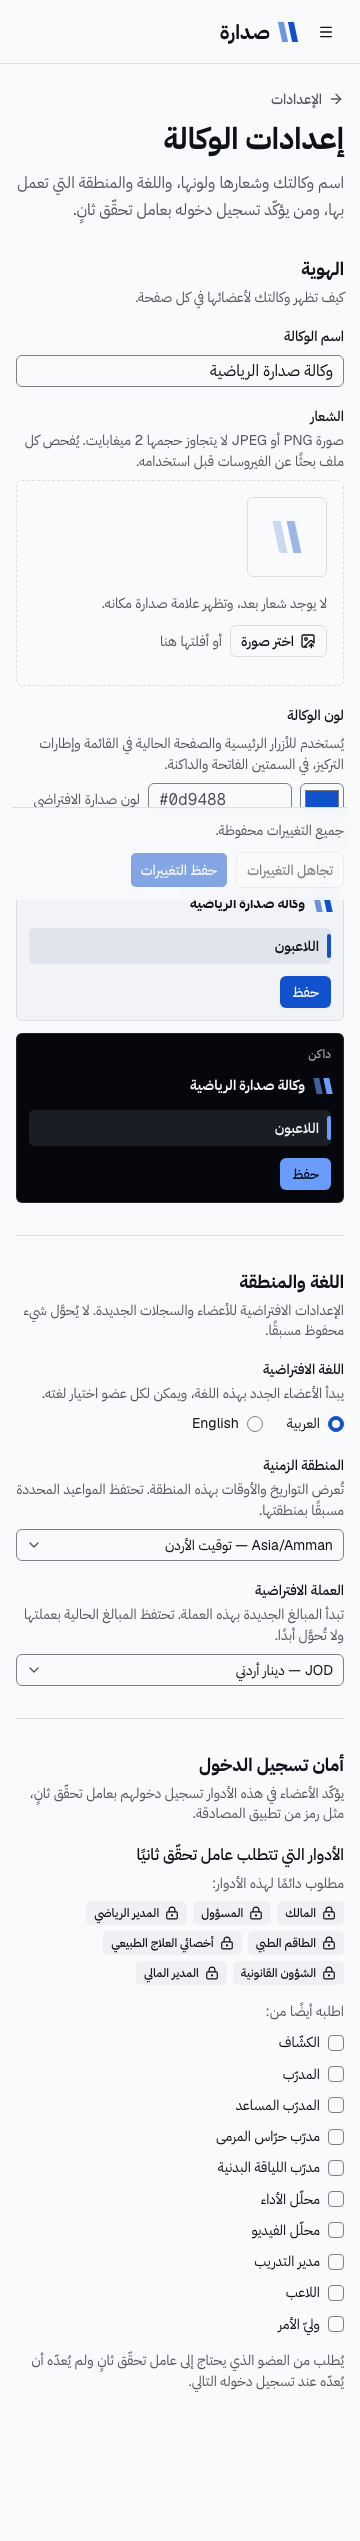 صدارة
الإعدادات
إعدادات الوكالة
اسم وكالتك وشعارها ولونها، واللغة والمنطقة التي تعمل
بها، ومن يؤكّد تسجيل دخوله بعامل تحقّق ثانٍ.
الهوية
كيف تظهر وكالتك لأعضائها في كل صفحة.
اسم الوكالة
وكالة صدارة الرياضية
الشعار
صورة PNG أو JPEG لا يتجاوز حجمها 2 ميغابايت. يُفحص كل
ملف بحثًا عن الفيروسات قبل استخدامه.
لا يوجد شعار بعد، وتظهر علامة صدارة مكانه.
اختر صورة أو أفلتها هنا
لون الوكالة
يُستخدم للأزرار الرئيسية والصفحة الحالية في القائمة وإطارات
التركيز، في السمتين الفاتحة والداكنة.
#0d9488 لون صدارة الافتراضي
جميع التغييرات محفوظة.
تجاهل التغييرات حفظ التغييرات
وكالة صدارة الرياضية
اللاعبون
حفظ
داكن
وكالة صدارة الرياضية
اللاعبون
حفظ
اللغة والمنطقة
الإعدادات الافتراضية للأعضاء والسجلات الجديدة. لا يُحوَّل شيء
محفوظ مسبقًا.
اللغة الافتراضية
يبدأ الأعضاء الجدد بهذه اللغة، ويمكن لكل عضو اختيار لغته.
العربية English
المنطقة الزمنية
تُعرض التواريخ والأوقات بهذه المنطقة. تحتفظ المواعيد المحددة
مسبقًا بمنطقتها.
Asia/Amman — توقيت الأردن
العملة الافتراضية
تبدأ المبالغ الجديدة بهذه العملة. تحتفظ المبالغ الحالية بعملتها
ولا تُحوَّل أبدًا.
JOD — دينار أردني
أمان تسجيل الدخول
يؤكّد الأعضاء في هذه الأدوار تسجيل دخولهم بعامل تحقّق ثانٍ،
مثل رمز من تطبيق المصادقة.
الأدوار التي تتطلب عامل تحقّق ثانيًا
مطلوب دائمًا لهذه الأدوار:
المالك المسؤول المدير الرياضي
الطاقم الطبي أخصائي العلاج الطبيعي
الشؤون القانونية المدير المالي
اطلبه أيضًا من:
الكشّاف
المدرّب
المدرّب المساعد
مدرّب حرّاس المرمى
مدرّب اللياقة البدنية
محلّل الأداء
محلّل الفيديو
مدير التدريب
اللاعب
وليّ الأمر
يُطلب من العضو الذي يحتاج إلى عامل تحقّق ثانٍ ولم يُعدّه أن
يُعدّه عند تسجيل دخوله التالي.